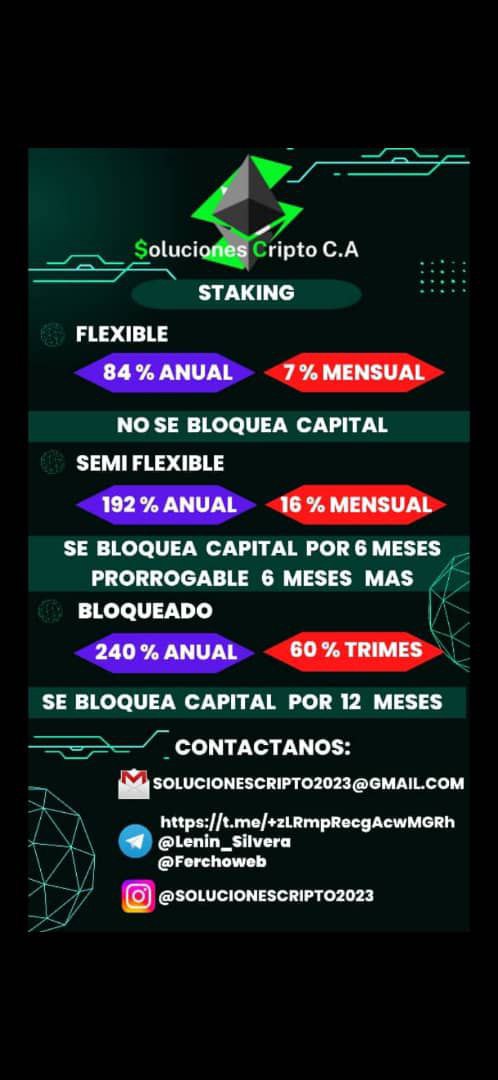 $oluciones Cripto C.A
STAKING
FLEXIBLE
84 % ANUAL 7 % MENSUAL
NO SE BLOQUEA CAPITAL
SEMI FLEXIBLE
192 % ANUAL 16 % MENSUAL
SE BLOQUEA CAPITAL POR 6 MESES
PRORROGABLE 6 MESES MAS
BLOQUEADO
240 % ANUAL 60 % TRIMES
SE BLOQUEA CAPITAL POR 12 MESES
CONTACTANOS:
SOLUCIONESCRIPTO2023@GMAIL.COM
https://t.me/+zLRmpRecgAcwMGRh
@Lenin_Silvera
@Ferchoweb
@SOLUCIONESCRIPTO2023